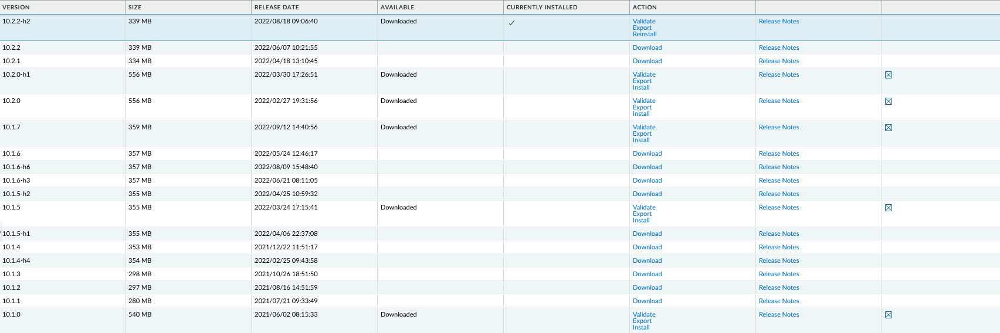 VERSION SIZE RELEASE DATE AVAILABLE CURRENTLY INSTALLED ACTION
10.2.2-h2 339 MB 2022/08/18 09:06:40 Downloaded Validate Release Notes
Export
Reinstall
10.2.2 339 MB 2022/06/07 10:21:55 Download Release Notes
10.2.1 334 MB 2022/04/18 13:10:45 Download Release Notes
10.2.0-h1 556 MB 2022/03/30 17:26:51 Downloaded Validate Release Notes
Export
Install
10.2.0 556 MB 2022/02/27 19:31:56 Downloaded Validate Release Notes
Export
Install
10.1.7 359 MB 2022/09/12 14:40:56 Downloaded Validate Release Notes
Export
Install
10.1.6 357 MB 2022/05/24 12:46:17 Download Release Notes
10.1.6-h6 357 MB 2022/08/09 15:48:40 Download Release Notes
10.1.6-h3 357 MB 2022/06/21 08:11:05 Download Release Notes
10.1.5-h2 355 MB 2022/04/25 10:59:32 Download Release Notes
10.1.5 355 MB 2022/03/24 17:15:41 Downloaded Validate Release Notes
Export
Install
10.1.5-h1 355 MB 2022/04/06 22:37:08 Download Release Notes
10.1.4 353 MB 2021/12/22 11:51:17 Download Release Notes
10.1.4-h4 354 MB 2022/02/25 09:43:58 Download Release Notes
10.1.3 298 MB 2021/10/26 18:51:50 Download Release Notes
10.1.2 297 MB 2021/08/16 14:51:59 Download Release Notes
10.1.1 280 MB 2021/07/21 09:33:49 Download Release Notes
10.1.0 540 MB 2021/06/02 08:15:33 Downloaded Validate Release Notes
Export
Install